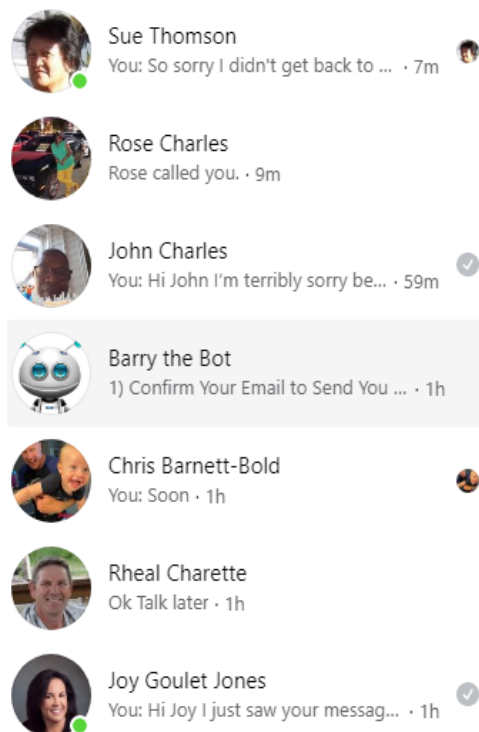 Sue Thomson
You: So sorry I didn't get back to ... · 7m
Rose Charles
Rose called you. · 9m
John Charles
You: Hi John I'm terribly sorry be... · 59m
Barry the Bot
1) Confirm Your Email to Send You ... · 1h
Chris Barnett-Bold
You: Soon · 1h
Rheal Charette
Ok Talk later · 1h
Joy Goulet Jones
You: Hi Joy I just saw your messag... · 1h